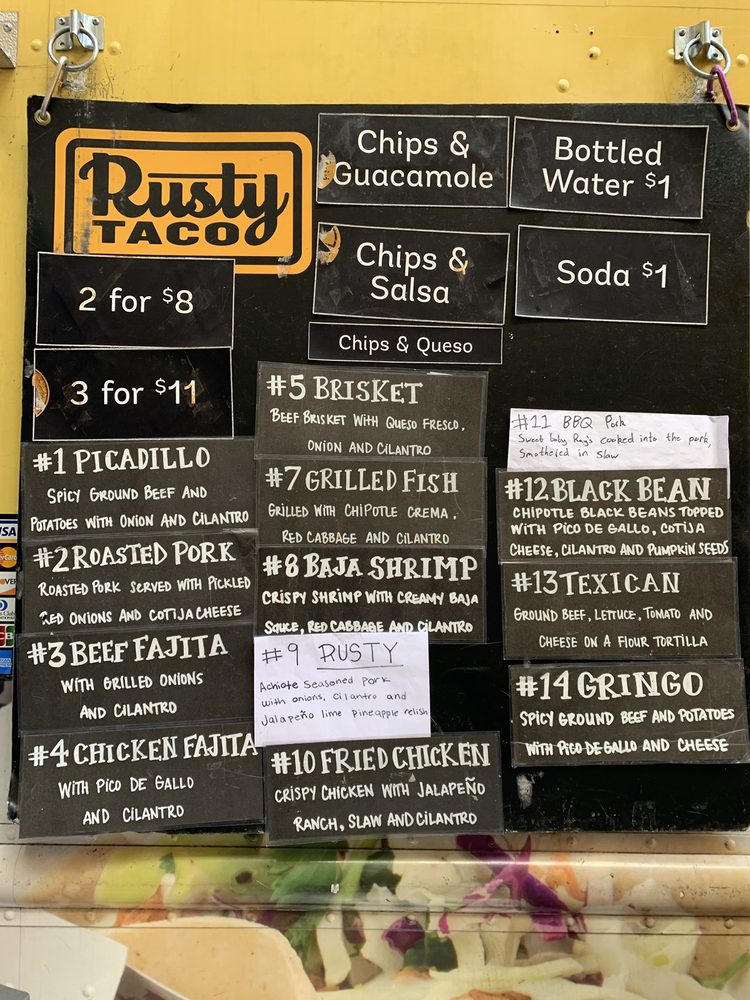 Rusty
TACO
2 for $8
3 for $11
Chips &
Guacamole
Chips &
Salsa
Chips & Queso
Bottled
Water $1
Soda $1
#1 PICADILLO
SPICY GROUND BEEF AND
POTATOES WITH ONION AND CILANTRO
#2 ROASTED PORK
ROASTED PORK SERVED WITH PICKLED
RED ONIONS AND COTIJA CHEESE
#3 BEEF FAJITA
WITH GRILLED ONIONS
AND CILANTRO
#4 CHICKEN FAJITA
WITH PICO DE GALLO
AND CILANTRO
#5 BRISKET
BEEF BRISKET WITH QUESO FRESCO,
ONION AND CILANTRO
#7 GRILLED FISH
GRILLED WITH CHIPOTLE CREMA,
RED CABBAGE AND CILANTRO
#8 BAJA SHRIMP
CRISPY SHRIMP WITH CREAMY BAJA
SAUCE, RED CABBAGE AND CILANTRO
#9 RUSTY
Achiote Seasoned Pork
with onions, Cilantro and
Jalapeño lime pineapple relish
#10 FRIED CHICKEN
CRISPY CHICKEN WITH JALAPEÑO
RANCH, SLAW AND CILANTRO
#11 BBQ Pork
Sweet baby Ray's cooked into the pork,
Smothered in slaw
#12 BLACK BEAN
CHIPOTLE BLACK BEANS TOPPED
WITH PICO DE GALLO, COTIJA
CHEESE, CILANTRO AND PUMPKIN SEEDS
#13 TEXICAN
GROUND BEEF, LETTUCE, TOMATO AND
CHEESE ON A FLOUR TORTILLA
#14 GRINGO
SPICY GROUND BEEF AND POTATOES
WITH PICO DE GALLO AND CHEESE
JCB